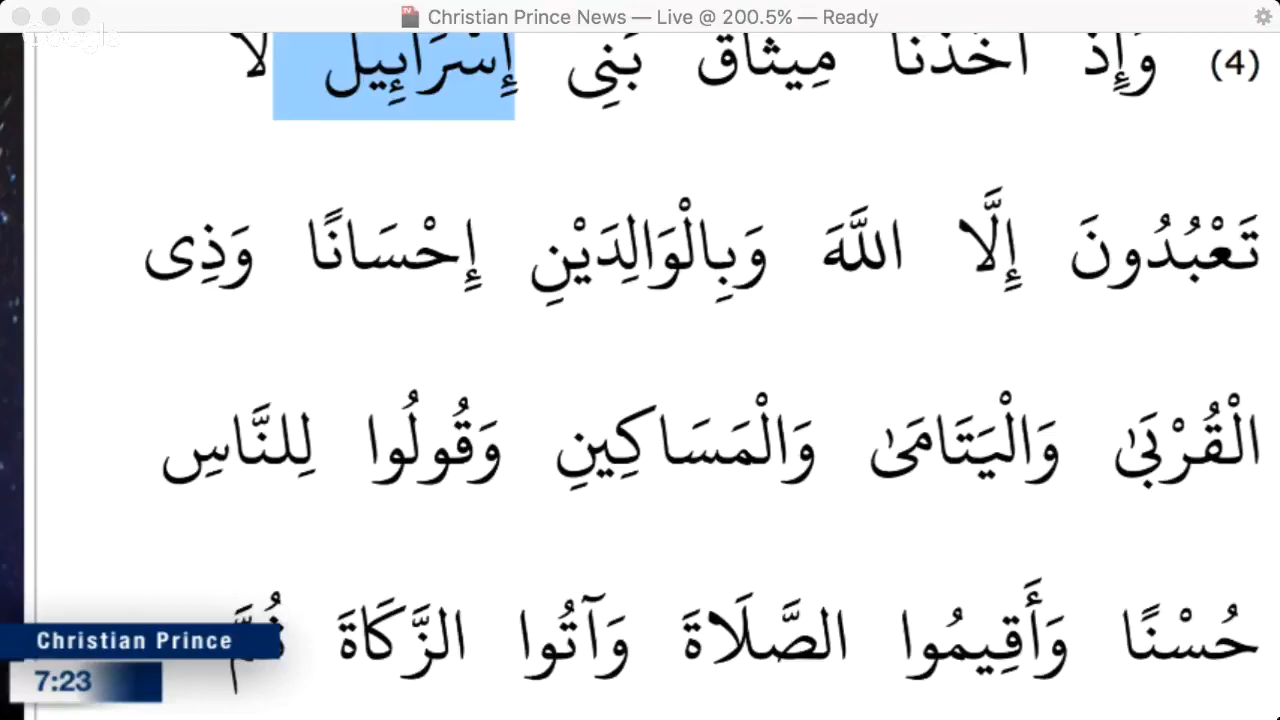 Christian Prince News — Live @ 200.5% — Ready
Google
(4) وَإِذْ أَخَذْنَا مِيثَاقَ بَنِى إِسْرَآئِيلَ لَا
تَعْبُدُونَ إِلَّا اللَّهَ وَبِالْوَالِدَيْنِ إِحْسَانًا وَذِى
الْقُرْبَىٰ وَالْيَتَامَىٰ وَالْمَسَاكِينِ وَقُولُوا لِلنَّاسِ
حُسْنًا وَأَقِيمُوا الصَّلَاةَ وَآتُوا الزَّكَاةَ ثُمَّ
Christian Prince
7:23